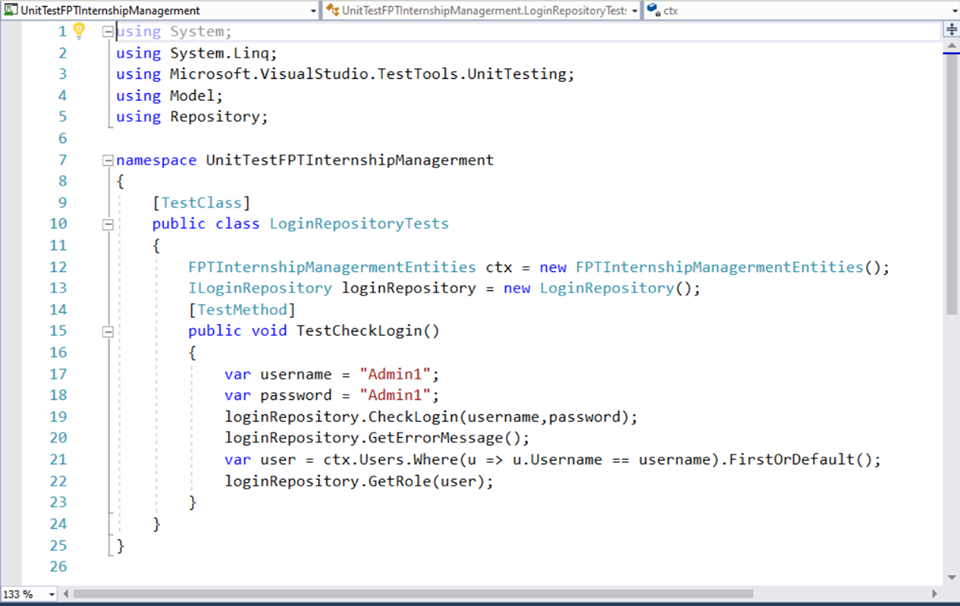 UnitTestFPTInternshipManagerment UnitTestFPTInternshipManagerment.LoginRepositoryTest: ctx
1 using System;
2 using System.Linq;
3 using Microsoft.VisualStudio.TestTools.UnitTesting;
4 using Model;
5 using Repository;
6
7 namespace UnitTestFPTInternshipManagerment
8 {
9 [TestClass]
10 public class LoginRepositoryTests
11 {
12 FPTInternshipManagermentEntities ctx = new FPTInternshipManagermentEntities();
13 ILoginRepository loginRepository = new LoginRepository();
14 [TestMethod]
15 public void TestCheckLogin()
16 {
17 var username = "Admin1";
18 var password = "Admin1";
19 loginRepository.CheckLogin(username,password);
20 loginRepository.GetErrorMessage();
21 var user = ctx.Users.Where(u => u.Username == username).FirstOrDefault();
22 loginRepository.GetRole(user);
23 }
24 }
25 }
26
133 %